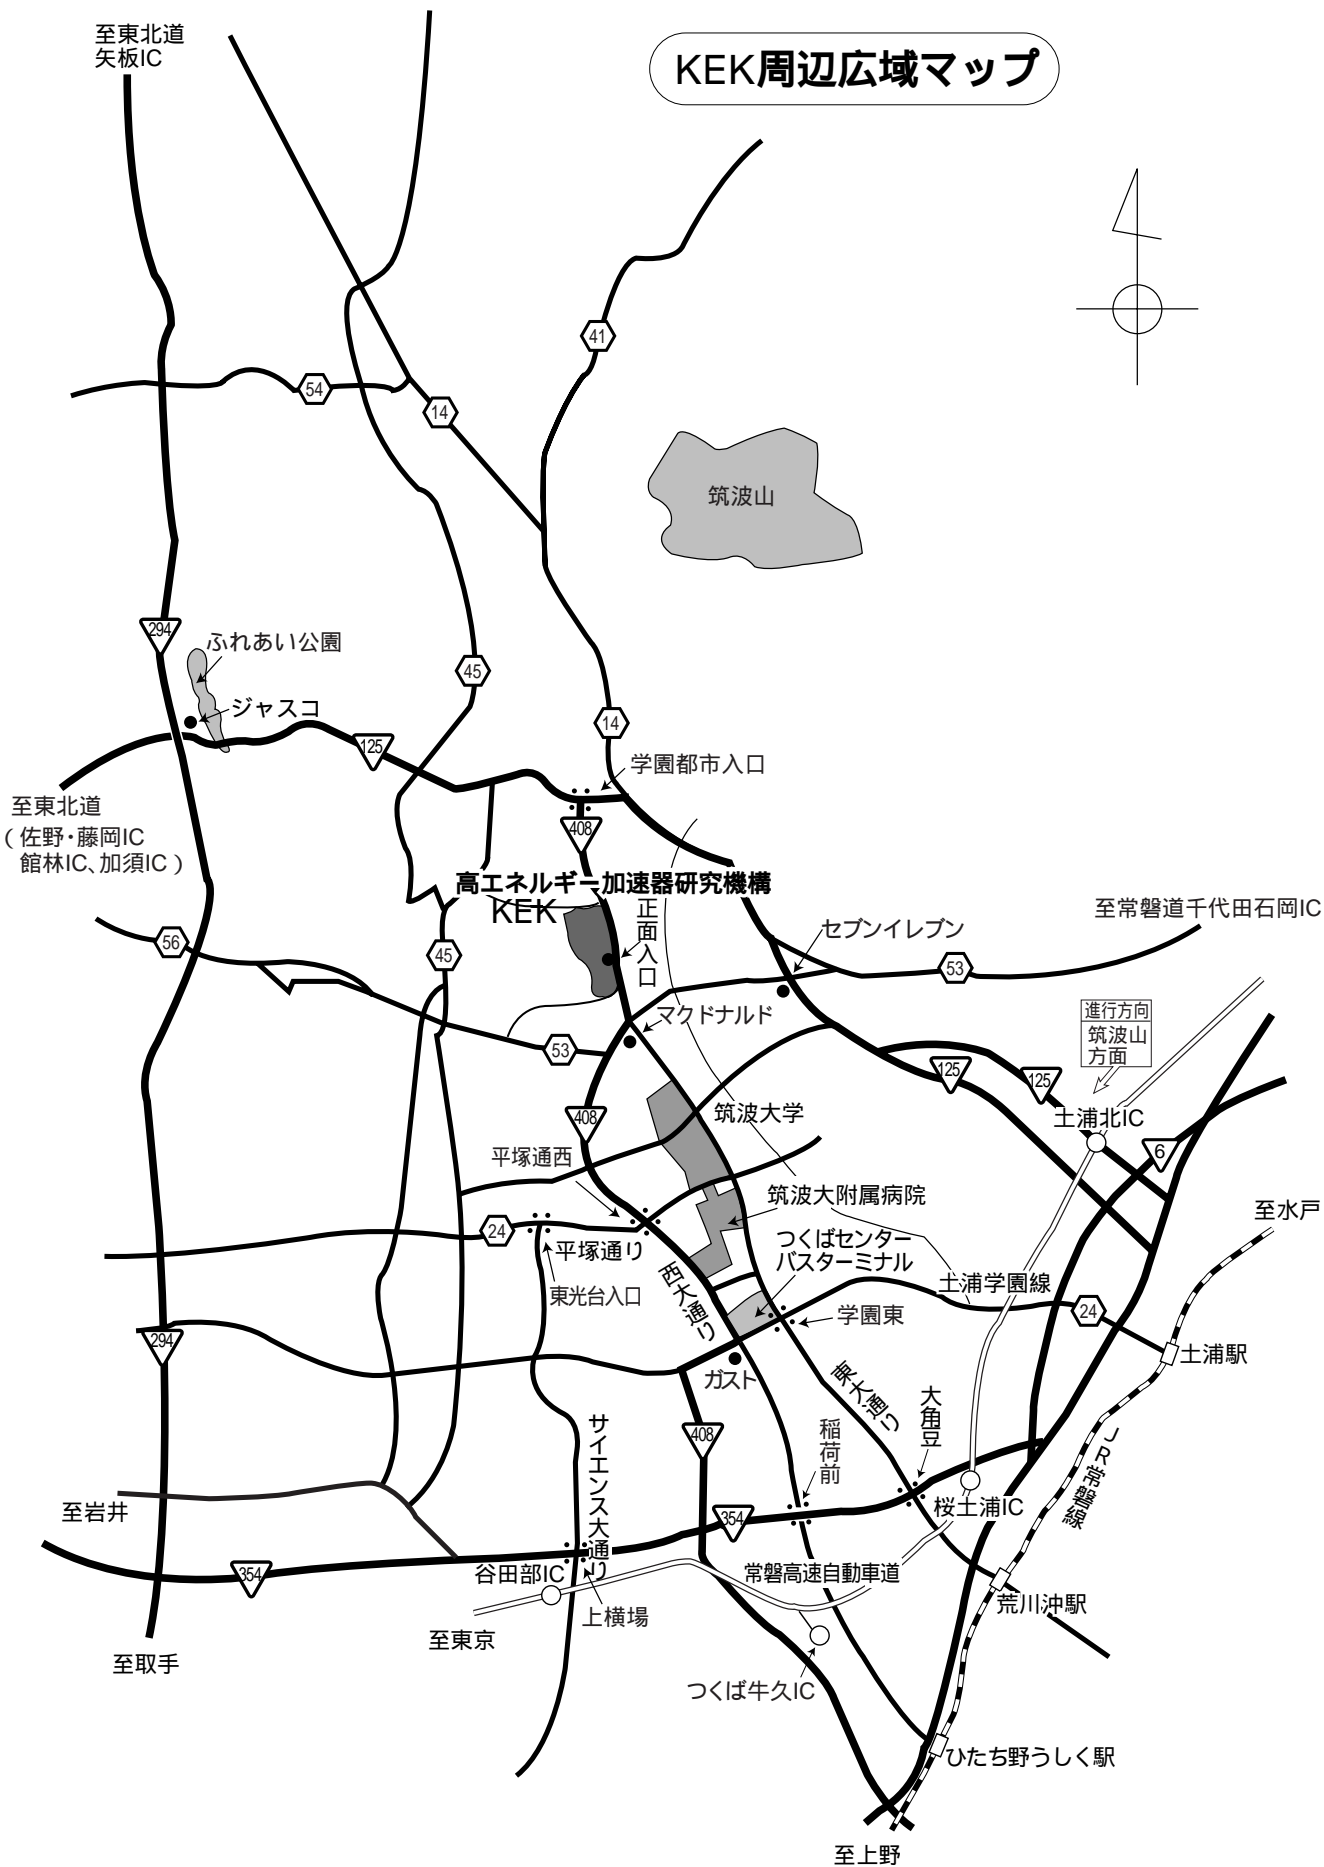 至東北道
矢板IC
KEK周辺広域マップ
41
54
14
筑波山
294
ふれあい公園
45
ジャスコ
14
125
学園都市入口
至東北道
(佐野・藤岡IC
館林IC、加須IC)
408
高エネルギー加速器研究機構
KEK
正面入口
至常磐道千代田石岡IC
セブンイレブン
56
45
53
マクドナルド
進行方向
筑波山
方面
53
125
125
筑波大学
408
土浦北IC
6
平塚通西
筑波大附属病院
至水戸
24
平塚通り
つくばセンター
バスターミナル
東光台入口
西大通り
土浦学園線
学園東
24
294
土浦駅
ガスト
東大通り
大角豆
408
サイエンス大通り
稲荷前
JR常磐線
至岩井
354
桜土浦IC
354
谷田部IC
常磐高速自動車道
上横場
荒川沖駅
至東京
至取手
つくば牛久IC
ひたち野うしく駅
至上野